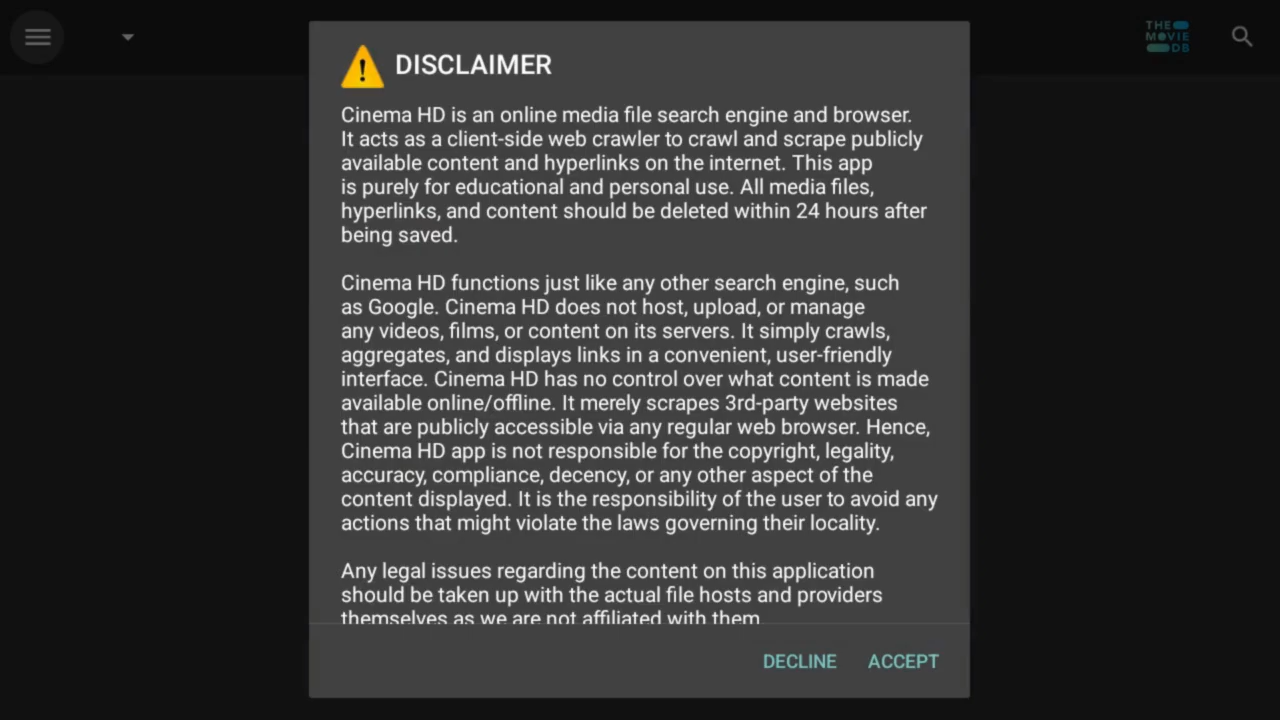 THE
MOVIE
DB
DISCLAIMER
Cinema HD is an online media file search engine and browser.
It acts as a client-side web crawler to crawl and scrape publicly
available content and hyperlinks on the internet. This app
is purely for educational and personal use. All media files,
hyperlinks, and content should be deleted within 24 hours after
being saved.
Cinema HD functions just like any other search engine, such
as Google. Cinema HD does not host, upload, or manage
any videos, films, or content on its servers. It simply crawls,
aggregates, and displays links in a convenient, user-friendly
interface. Cinema HD has no control over what content is made
available online/offline. It merely scrapes 3rd-party websites
that are publicly accessible via any regular web browser. Hence,
Cinema HD app is not responsible for the copyright, legality,
accuracy, compliance, decency, or any other aspect of the
content displayed. It is the responsibility of the user to avoid any
actions that might violate the laws governing their locality.
Any legal issues regarding the content on this application
should be taken up with the actual file hosts and providers
themselves as we are not affiliated with them
DECLINE ACCEPT